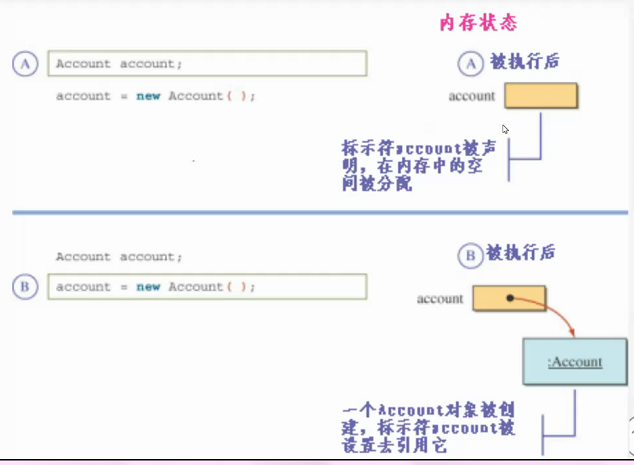 内存状态
A
Account account;
account = new Account( );
A 被执行后
account
标示符account被声
明，在内存中的空
间被分配
Account account;
B
account = new Account( );
B 被执行后
account
:Account
一个Account对象被创
建，标示符account被
设置去引用它